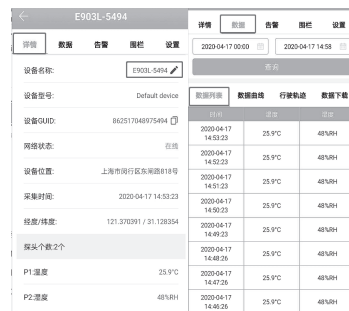 E903L-5494
详情 数据 告警 围栏 设置
设备名称: E903L-5494
设备型号: Default device
设备GUID: 862517048975494
网络状态: 在线
设备位置: 上海市闵行区东闸路818号
采集时间: 2020-04-17 14:53:23
经度/纬度: 121.370391 / 31.128354
探头个数:2个
P1:温度 25.9°C
P2:湿度 48%RH
详情 数据 告警 围栏 设置
2020-04-17 00:00 2020-04-17 14:58
查询
数据列表 数据曲线 行驶轨迹 数据下载
时间 温度 湿度
2020-04-17
14:53:23 25.9°C 48%RH
2020-04-17
14:52:23 25.9°C 48%RH
2020-04-17
14:51:23 25.9°C 48%RH
2020-04-17
14:50:23 25.9°C 48%RH
2020-04-17
14:49:23 25.9°C 48%RH
2020-04-17
14:48:26 25.9°C 48%RH
2020-04-17
14:47:26 25.9°C 48%RH
2020-04-17
14:46:26 25.9°C 48%RH